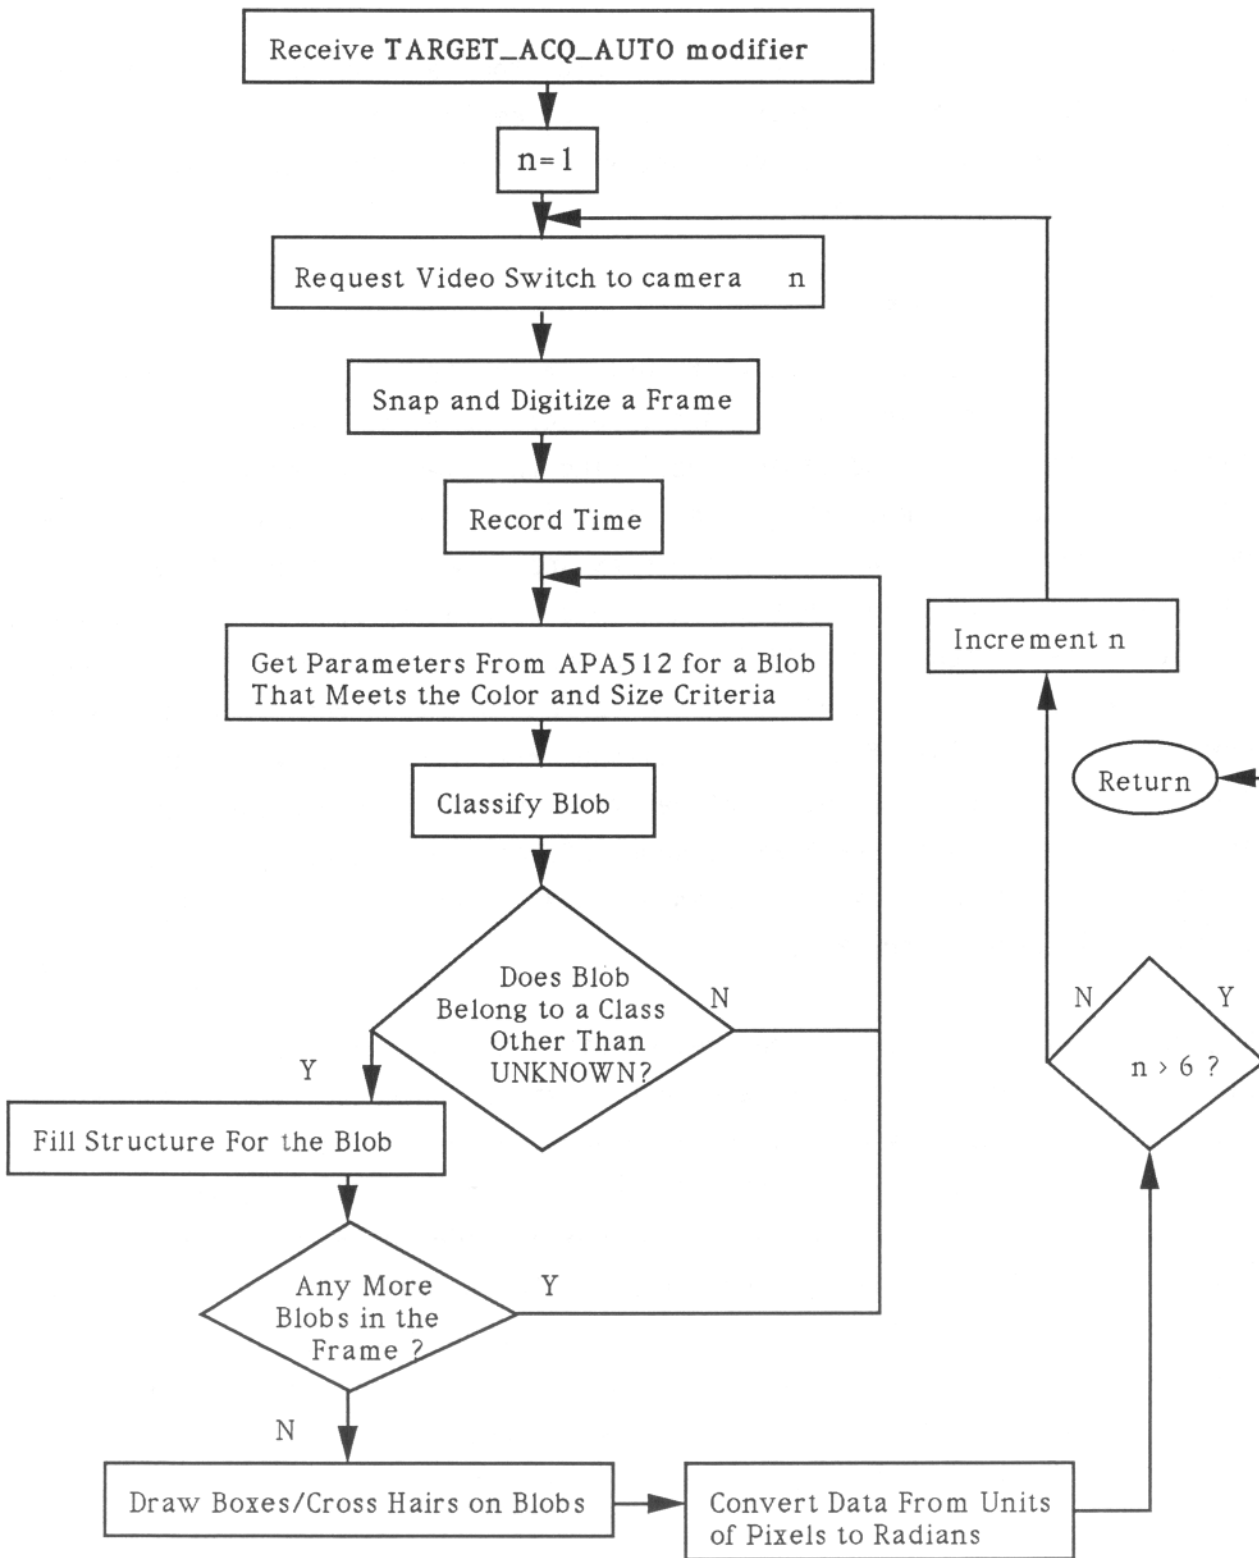 Receive TARGET_ACQ_AUTO modifier
n=1
Request Video Switch to camera n
Snap and Digitize a Frame
Record Time
Get Parameters From APA512 for a Blob
That Meets the Color and Size Criteria
Increment n
Classify Blob
Return
Does Blob
Belong to a Class
Other Than
UNKNOWN?
N
Y
N
Y
n > 6 ?
Fill Structure For the Blob
Any More
Blobs in the
Frame ?
Y
N
Draw Boxes/Cross Hairs on Blobs
Convert Data From Units
of Pixels to Radians